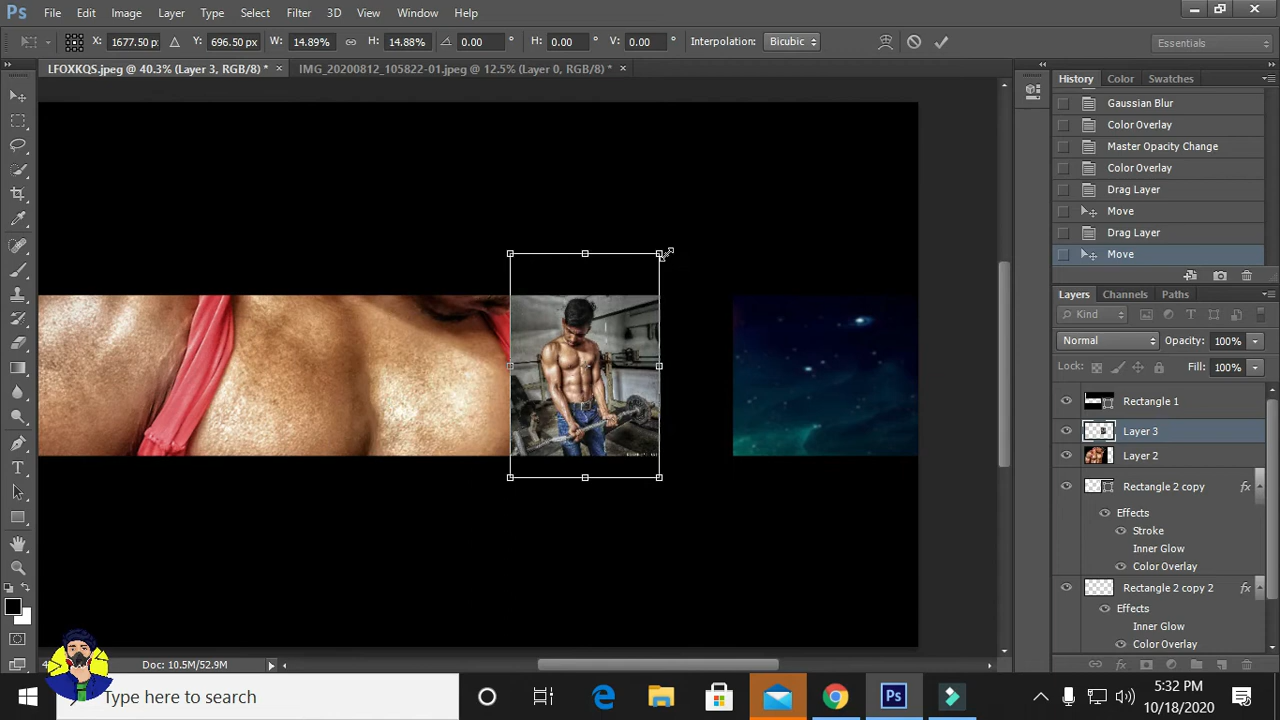 Ps File Edit Image Layer Type Select Filter 3D View Window Help
X: 1677.50 px Y: 696.50 px W: 14.89% H: 14.88% 0.00 ° H: 0.00 ° V: 0.00 ° Interpolation: Bicubic Essentials
LFOXKQS.jpeg @ 40.3% (Layer 3, RGB/8) * × IMG_20200812_105822-01.jpeg @ 12.5% (Layer 0, RGB/8) * ×
History Color Swatches
Gaussian Blur
Color Overlay
Master Opacity Change
Color Overlay
Drag Layer
Move
Drag Layer
Move
Layers Channels Paths
Kind
Normal Opacity: 100%
Lock: Fill: 100%
Rectangle 1
Layer 3
Layer 2
Rectangle 2 copy fx
Effects
Stroke
Inner Glow
Color Overlay
Rectangle 2 copy 2 fx
Effects
Inner Glow
Color Overlay
Doc: 10.5M/52.9M
Type here to search
Ps
5:32 PM
10/18/2020